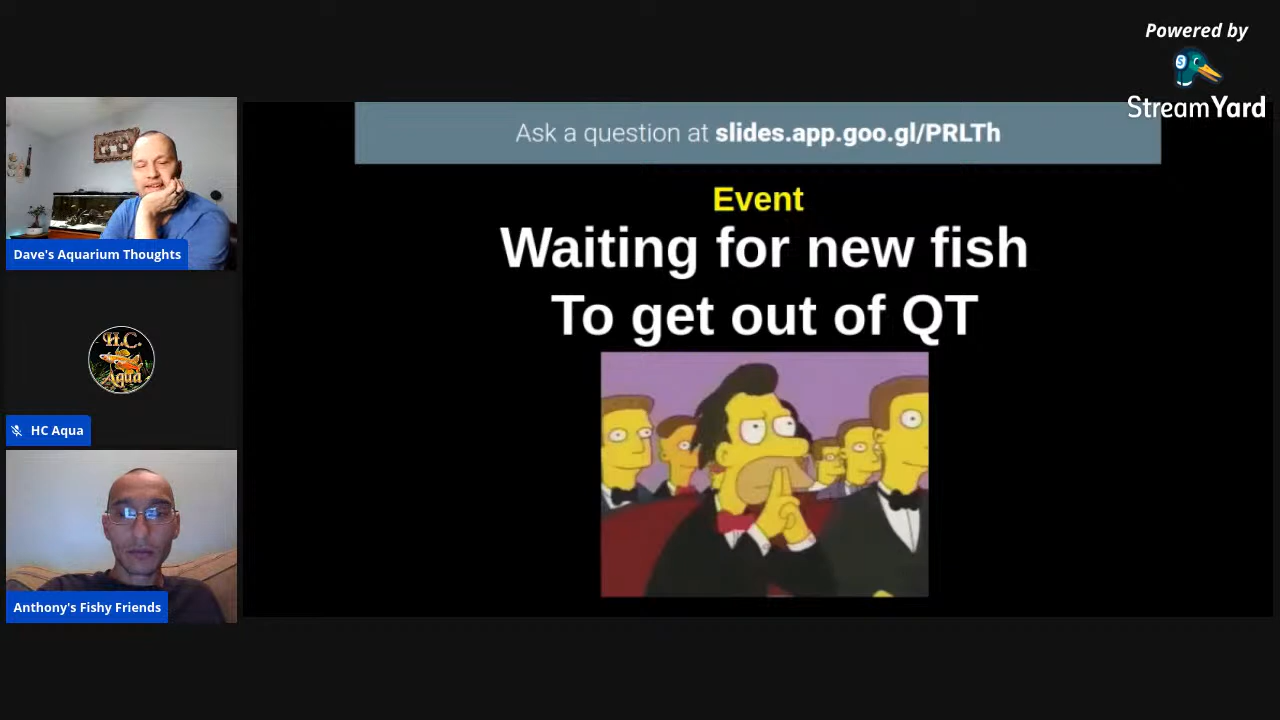 Powered by
StreamYard
Ask a question at slides.app.goo.gl/PRLTh
Event
Waiting for new fish
To get out of QT
Dave's Aquarium Thoughts
H.C.
Aqua
HC Aqua
Anthony's Fishy Friends